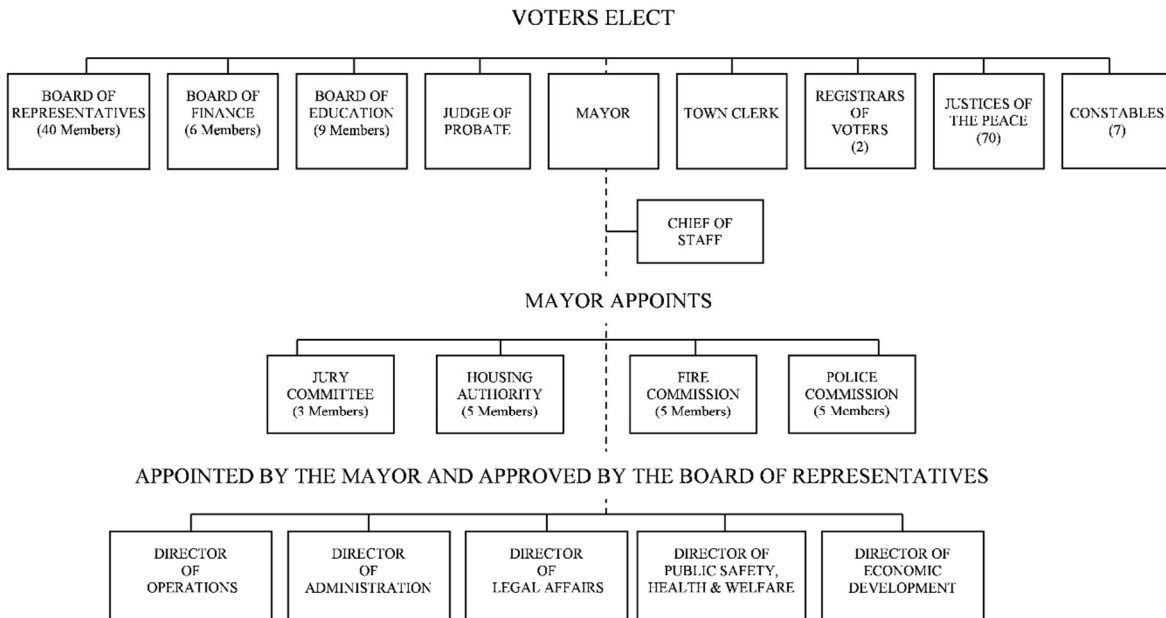 VOTERS ELECT
BOARD OF
REPRESENTATIVES
(40 Members)
BOARD OF
FINANCE
(6 Members)
BOARD OF
EDUCATION
(9 Members)
JUDGE OF
PROBATE
MAYOR
TOWN CLERK
REGISTRARS
OF
VOTERS
(2)
JUSTICES OF
THE PEACE
(70)
CONSTABLES
(7)
CHIEF OF
STAFF
MAYOR APPOINTS
JURY
COMMITTEE
(3 Members)
HOUSING
AUTHORITY
(5 Members)
FIRE
COMMISSION
(5 Members)
POLICE
COMMISSION
(5 Members)
APPOINTED BY THE MAYOR AND APPROVED BY THE BOARD OF REPRESENTATIVES
DIRECTOR
OF
OPERATIONS
DIRECTOR
OF
ADMINISTRATION
DIRECTOR
OF
LEGAL AFFAIRS
DIRECTOR OF
PUBLIC SAFETY,
HEALTH & WELFARE
DIRECTOR OF
ECONOMIC
DEVELOPMENT